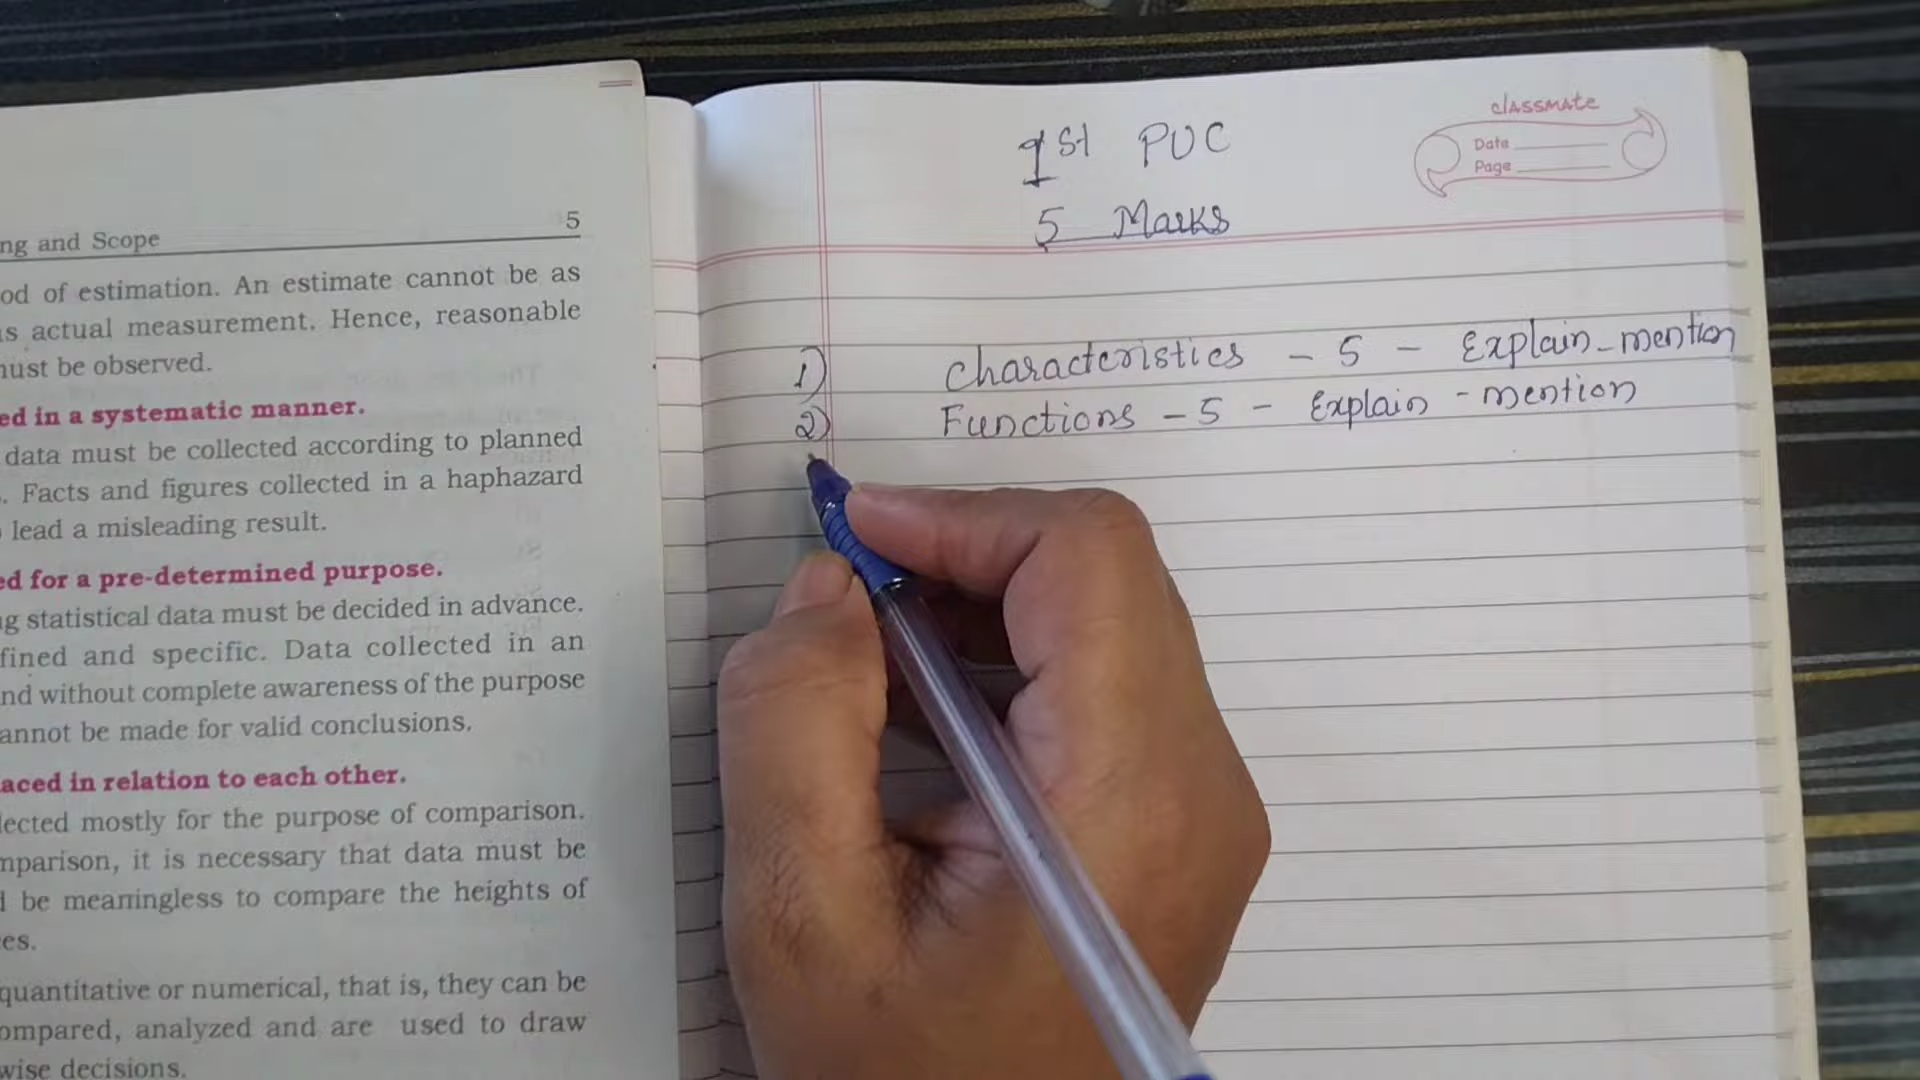 5
ng and Scope
od of estimation. An estimate cannot be as
s actual measurement. Hence, reasonable
must be observed.
ed in a systematic manner.
data must be collected according to planned
. Facts and figures collected in a haphazard
lead a misleading result.
ed for a pre-determined purpose.
g statistical data must be decided in advance.
fined and specific. Data collected in an
nd without complete awareness of the purpose
annot be made for valid conclusions.
aced in relation to each other.
lected mostly for the purpose of comparison.
mparison, it is necessary that data must be
be meaningless to compare the heights of
es.
quantitative or numerical, that is, they can be
ompared, analyzed and are used to draw
wise decisions.
classmate
Date
Page
1st PUC
5 Marks
1) Characteristics - 5 - Explain - mention
2) Functions - 5 - Explain - mention